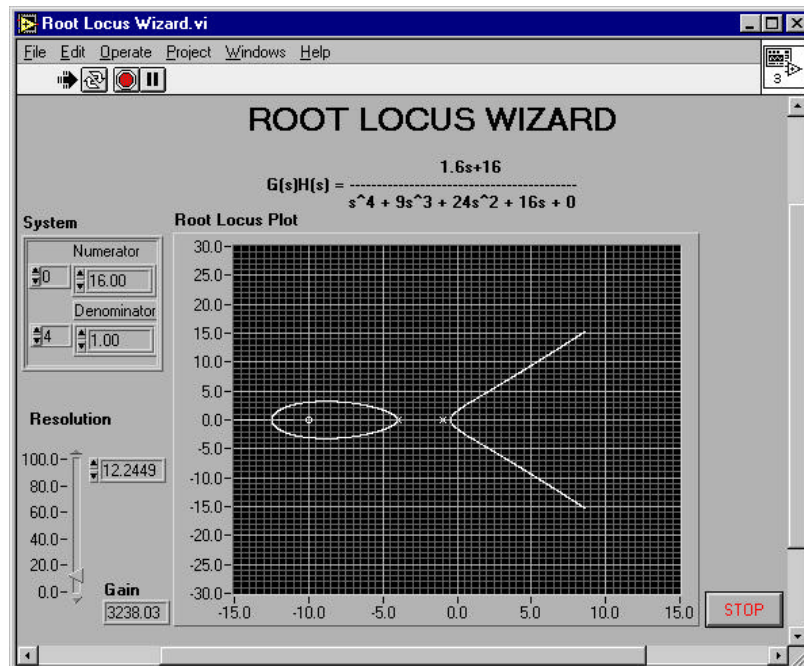 Root Locus Wizard.vi
File Edit Operate Project Windows Help
3
ROOT LOCUS WIZARD
1.6s+16
G(s)H(s) = -------------------------------------------
s^4 + 9s^3 + 24s^2 + 16s + 0
System
Root Locus Plot
Numerator
0 16.00
Denominator
4 1.00
Resolution
12.2449
100.0
80.0
60.0
40.0
20.0
0.0
Gain
3238.03
30.0
25.0
20.0
15.0
10.0
5.0
0.0
-5.0
-10.0
-15.0
-20.0
-25.0
-30.0
-15.0 -10.0 -5.0 0.0 5.0 10.0 15.0
STOP